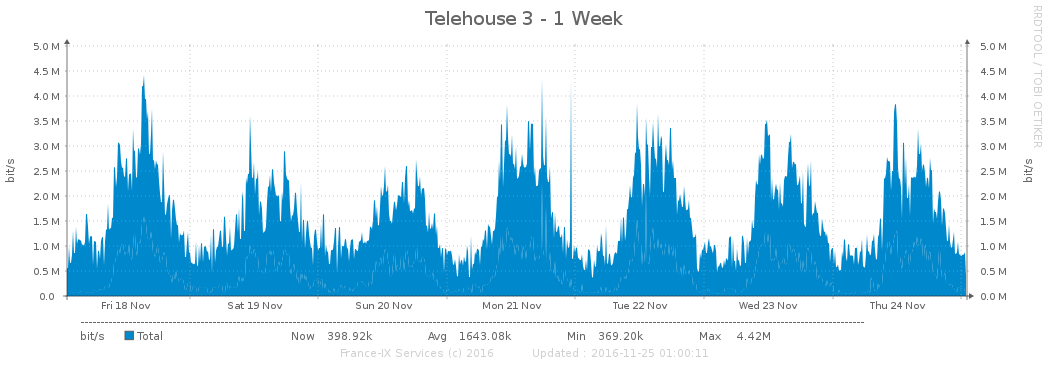 Telehouse 3 - 1 Week
RRDTOOL / TOBI OETIKER
bit/s
5.0 M 5.0 M
4.5 M 4.5 M
4.0 M 4.0 M
3.5 M 3.5 M
3.0 M 3.0 M
2.5 M 2.5 M
2.0 M 2.0 M
1.5 M 1.5 M
1.0 M 1.0 M
0.5 M 0.5 M
0.0 0.0 M
bit/s
Fri 18 Nov Sat 19 Nov Sun 20 Nov Mon 21 Nov Tue 22 Nov Wed 23 Nov Thu 24 Nov
bit/s Total Now 398.92k Avg 1643.08k Min 369.20k Max 4.42M
France-IX Services (c) 2016 Updated : 2016-11-25 01:00:11